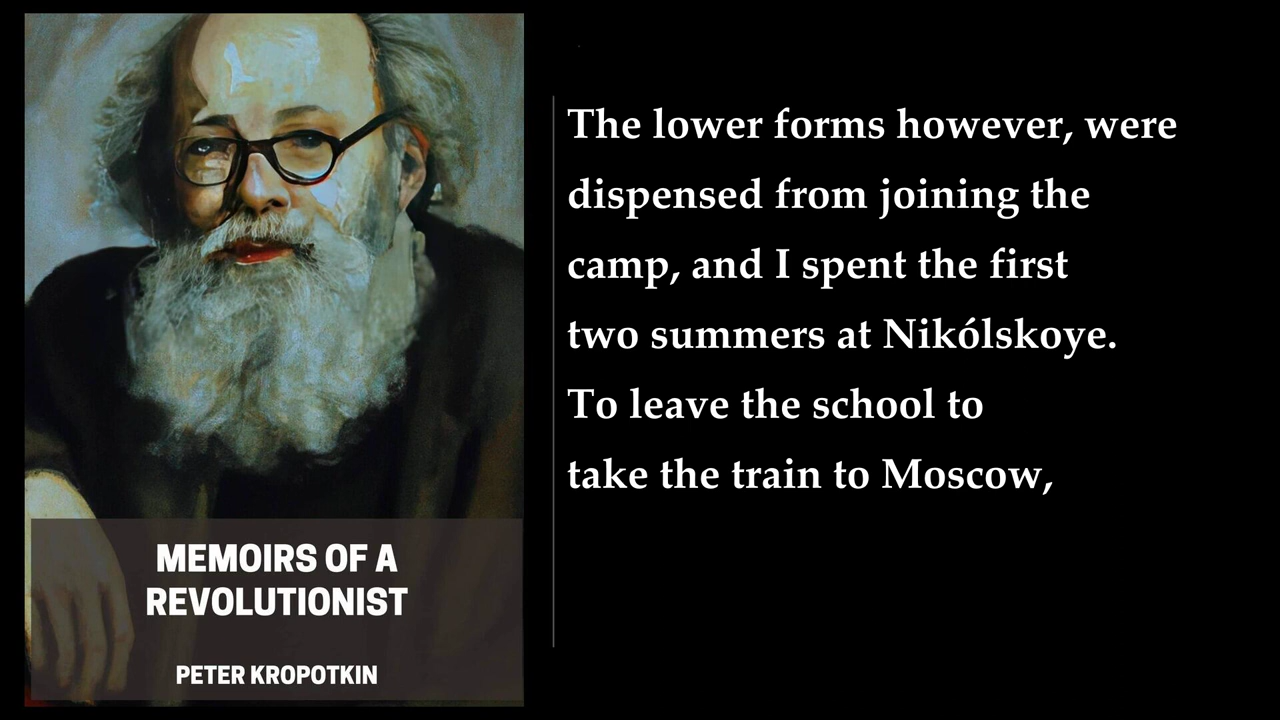 The lower forms however, were
dispensed from joining the
camp, and I spent the first
two summers at Nikólskoye.
To leave the school to
take the train to Moscow,
MEMOIRS OF A
REVOLUTIONIST
PETER KROPOTKIN